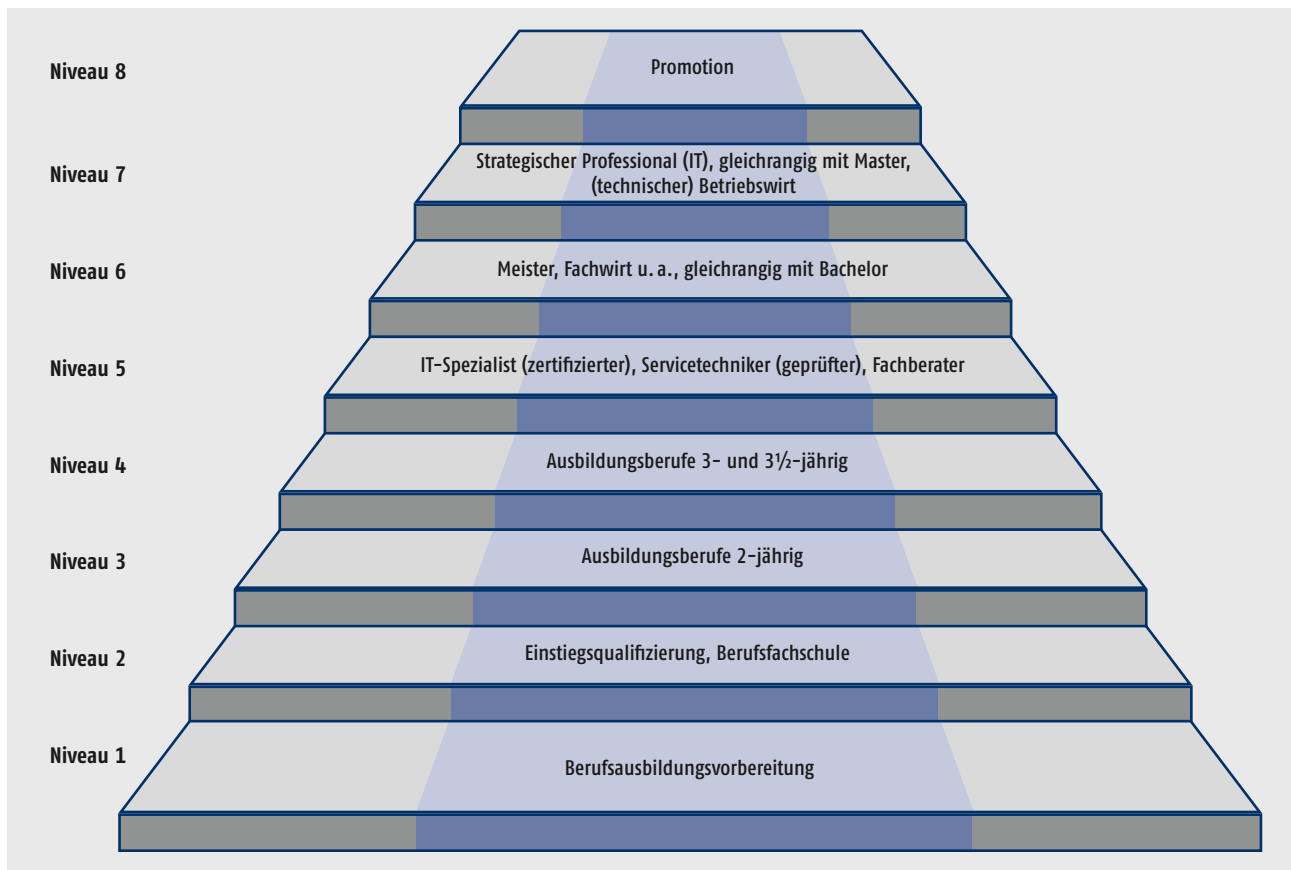 Niveau 8
Promotion
Niveau 7
Strategischer Professional (IT), gleichrangig mit Master,
(technischer) Betriebswirt
Niveau 6
Meister, Fachwirt u. a., gleichrangig mit Bachelor
Niveau 5
IT-Spezialist (zertifizierter), Servicetechniker (geprüfter), Fachberater
Niveau 4
Ausbildungsberufe 3- und 3½-jährig
Niveau 3
Ausbildungsberufe 2-jährig
Niveau 2
Einstiegsqualifizierung, Berufsfachschule
Niveau 1
Berufsausbildungsvorbereitung